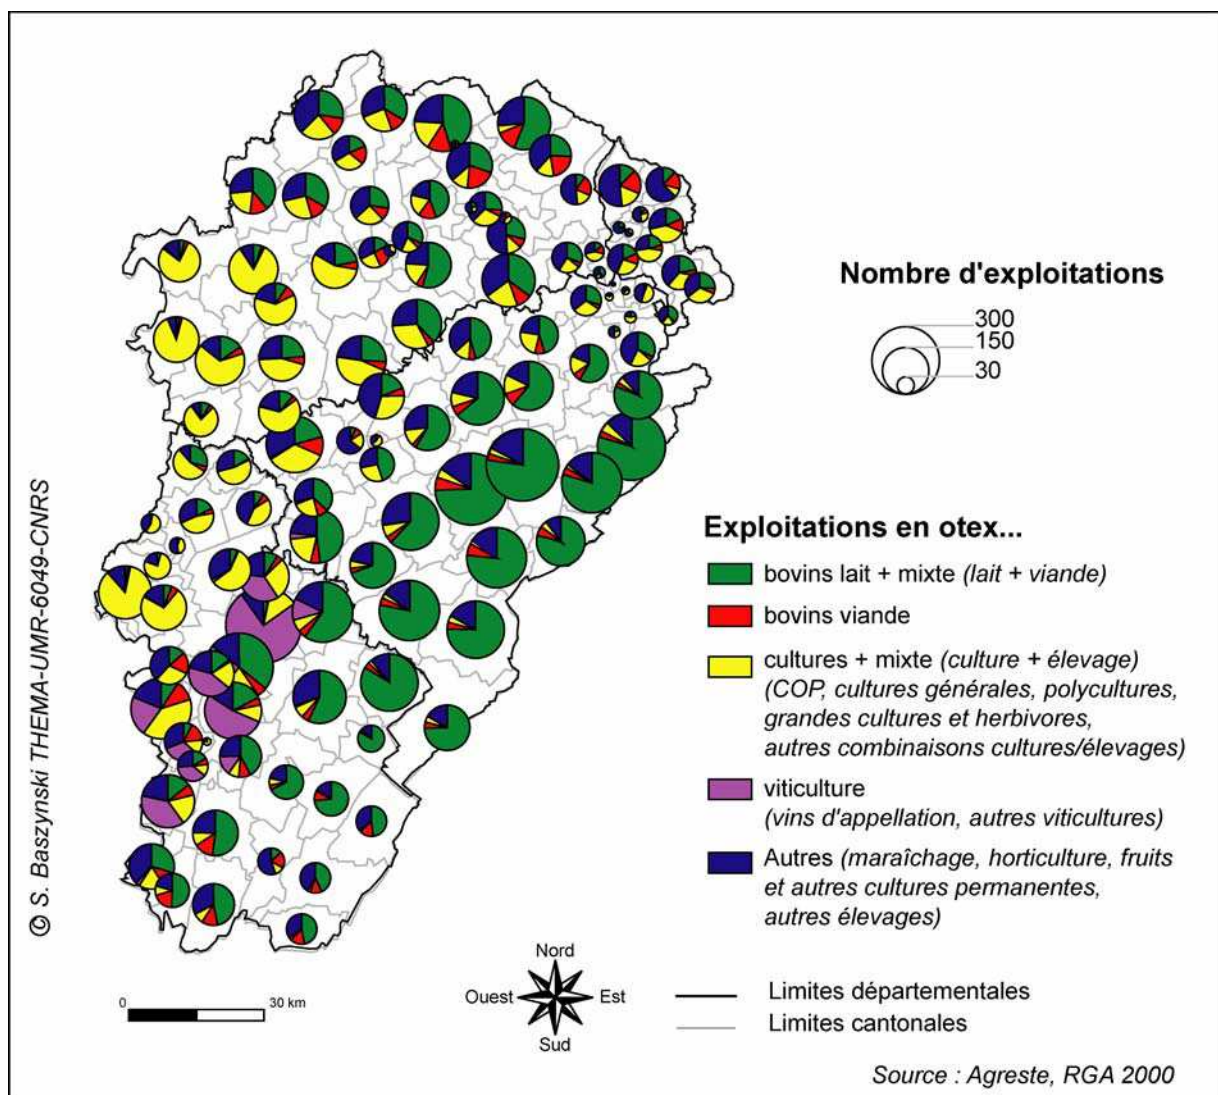 Nombre d'exploitations
300
150
30
© S. Baszynski THEMA-UMR-6049-CNRS
Exploitations en otex...
bovins lait + mixte (lait + viande)
bovins viande
cultures + mixte (culture + élevage)
(COP, cultures générales, polycultures,
grandes cultures et herbivores,
autres combinaisons cultures/élevages)
viticulture
(vins d'appellation, autres viticultures)
Autres (maraîchage, horticulture, fruits
et autres cultures permanentes,
autres élevages)
Nord
Ouest
Est
Sud
0
30 km
Limites départementales
Limites cantonales
Source : Agreste, RGA 2000